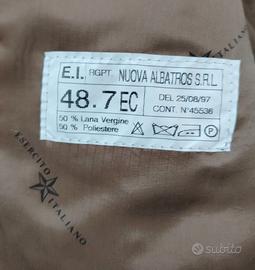 E.I. RGPT. NUOVA ALBATROS S.R.L
48.7EC
DEL 25/08/97
CONT. N°45536
50 % Lana Vergine
50 % Poliestere
P
ITALIANO
ESERCITO
ITALIANO
subito